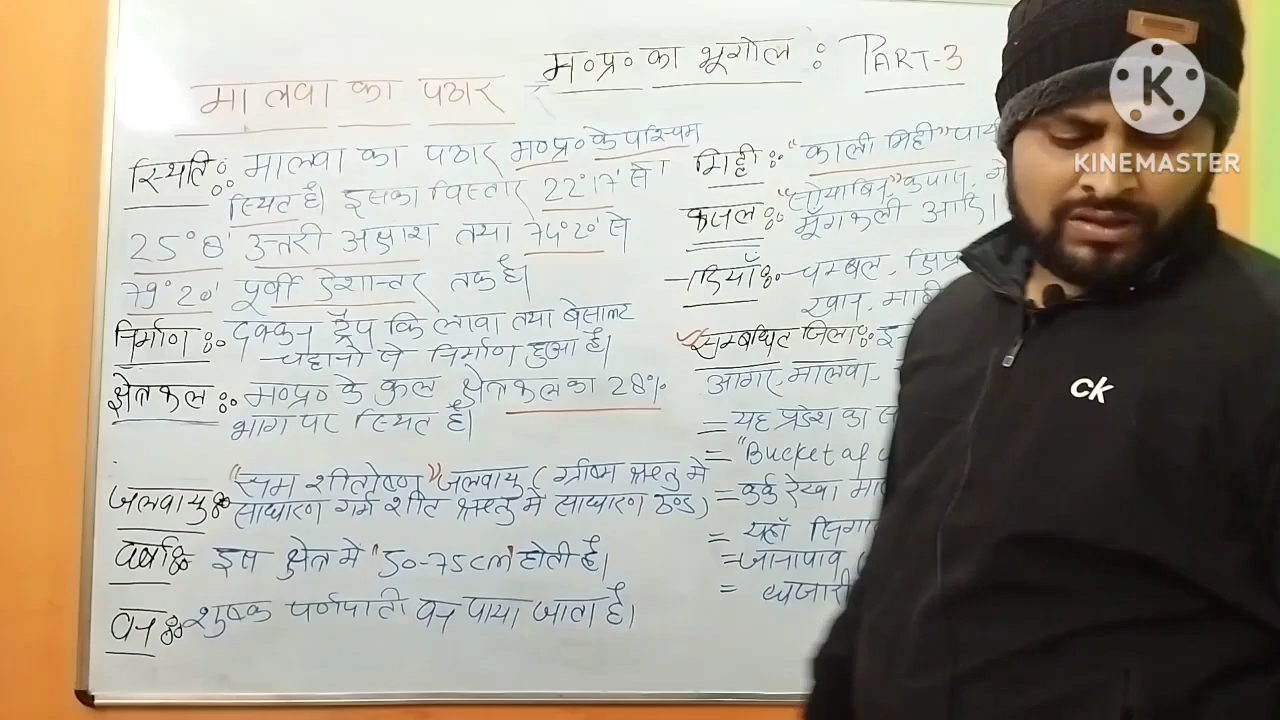 म०प्र० का भूगोल : PART-3
मालवा का पठार
स्थिति : मालवा का पठार म०प्र० के पश्चिम
स्थित है। इसका विस्तार 22°17' से
25°8' उत्तरी अक्षांश तथा 74°20' से
79°20' पूर्वी देशान्तर तक है।
निर्माण : दक्कन ट्रैप कि लावा तथा बेसाल्ट
चट्टानो से निर्माण हुआ है।
क्षेत्रफल : म०प्र० के कुल क्षेत्रफल का 28%
भाग पर स्थित है।
जलवायु : "सम शीतोष्ण" जलवायु (ग्रीष्म ऋतु मे
साधारण गर्म शीत ऋतु मे साधारण ठण्ड)
वर्षा : इस क्षेत्र में "50-75cm" होती है।
वन : शुष्क पर्णपाती वन पाया जाता है।
मिट्टी : "काली मिट्टी" पायी
फसल : "सोयाबिन" कपास,
मूँगफली आदि।
नदियाँ : चम्बल,
सम्बंधित जिला :
आगर-मालवा,
= यह प्रदेश का
= "Bucket of
= कर्क रेखा
= यहाँ
= जानापाव
=
KINEMASTER
CK